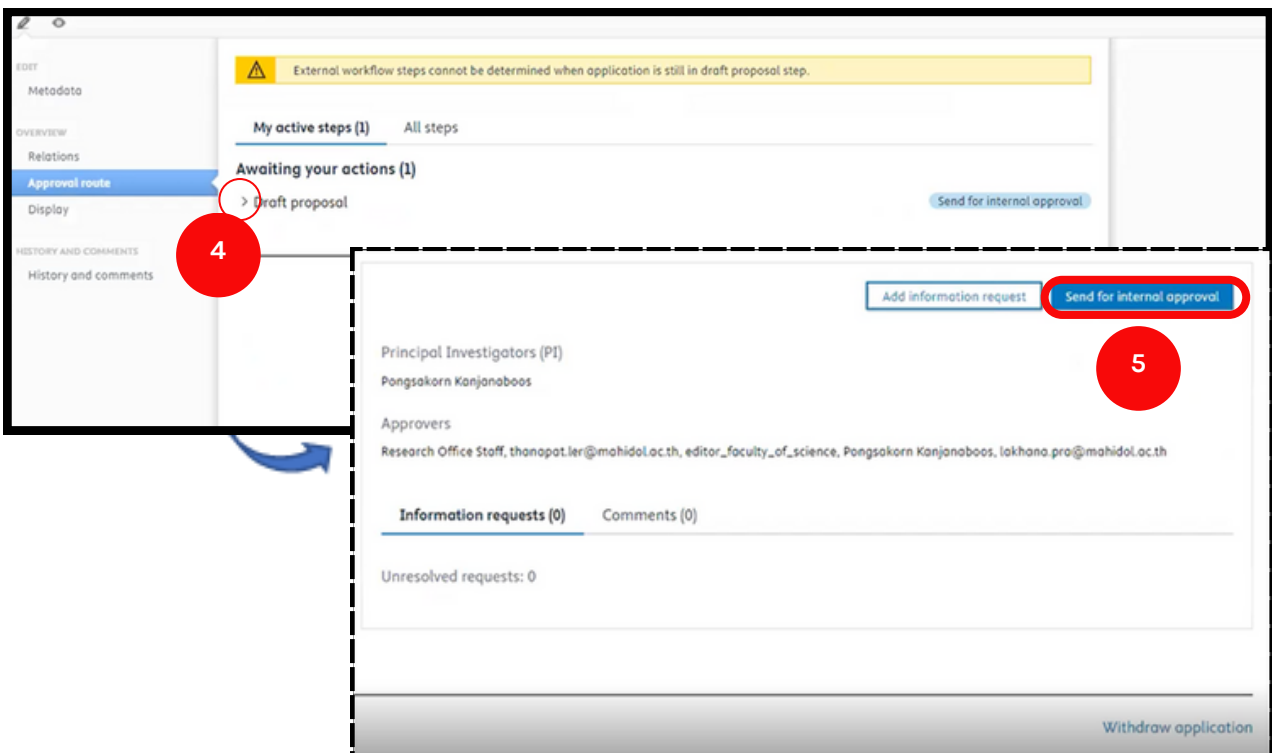 EDIT
Metadata
OVERVIEW
Relations
Approval route
Display
HISTORY AND COMMENTS
History and comments
External workflow steps cannot be determined when application is still in draft proposal step.
My active steps (1) All steps
Awaiting your actions (1)
> Draft proposal Send for internal approval
4
Add information request Send for internal approval
5
Principal Investigators (PI)
Pongsakorn Kanjanaboos
Approvers
Research Office Staff, thanapat.ler@mahidol.ac.th, editor_faculty_of_science, Pongsakorn Kanjanaboos, lakhana.pra@mahidol.ac.th
Information requests (0) Comments (0)
Unresolved requests: 0
Withdraw application